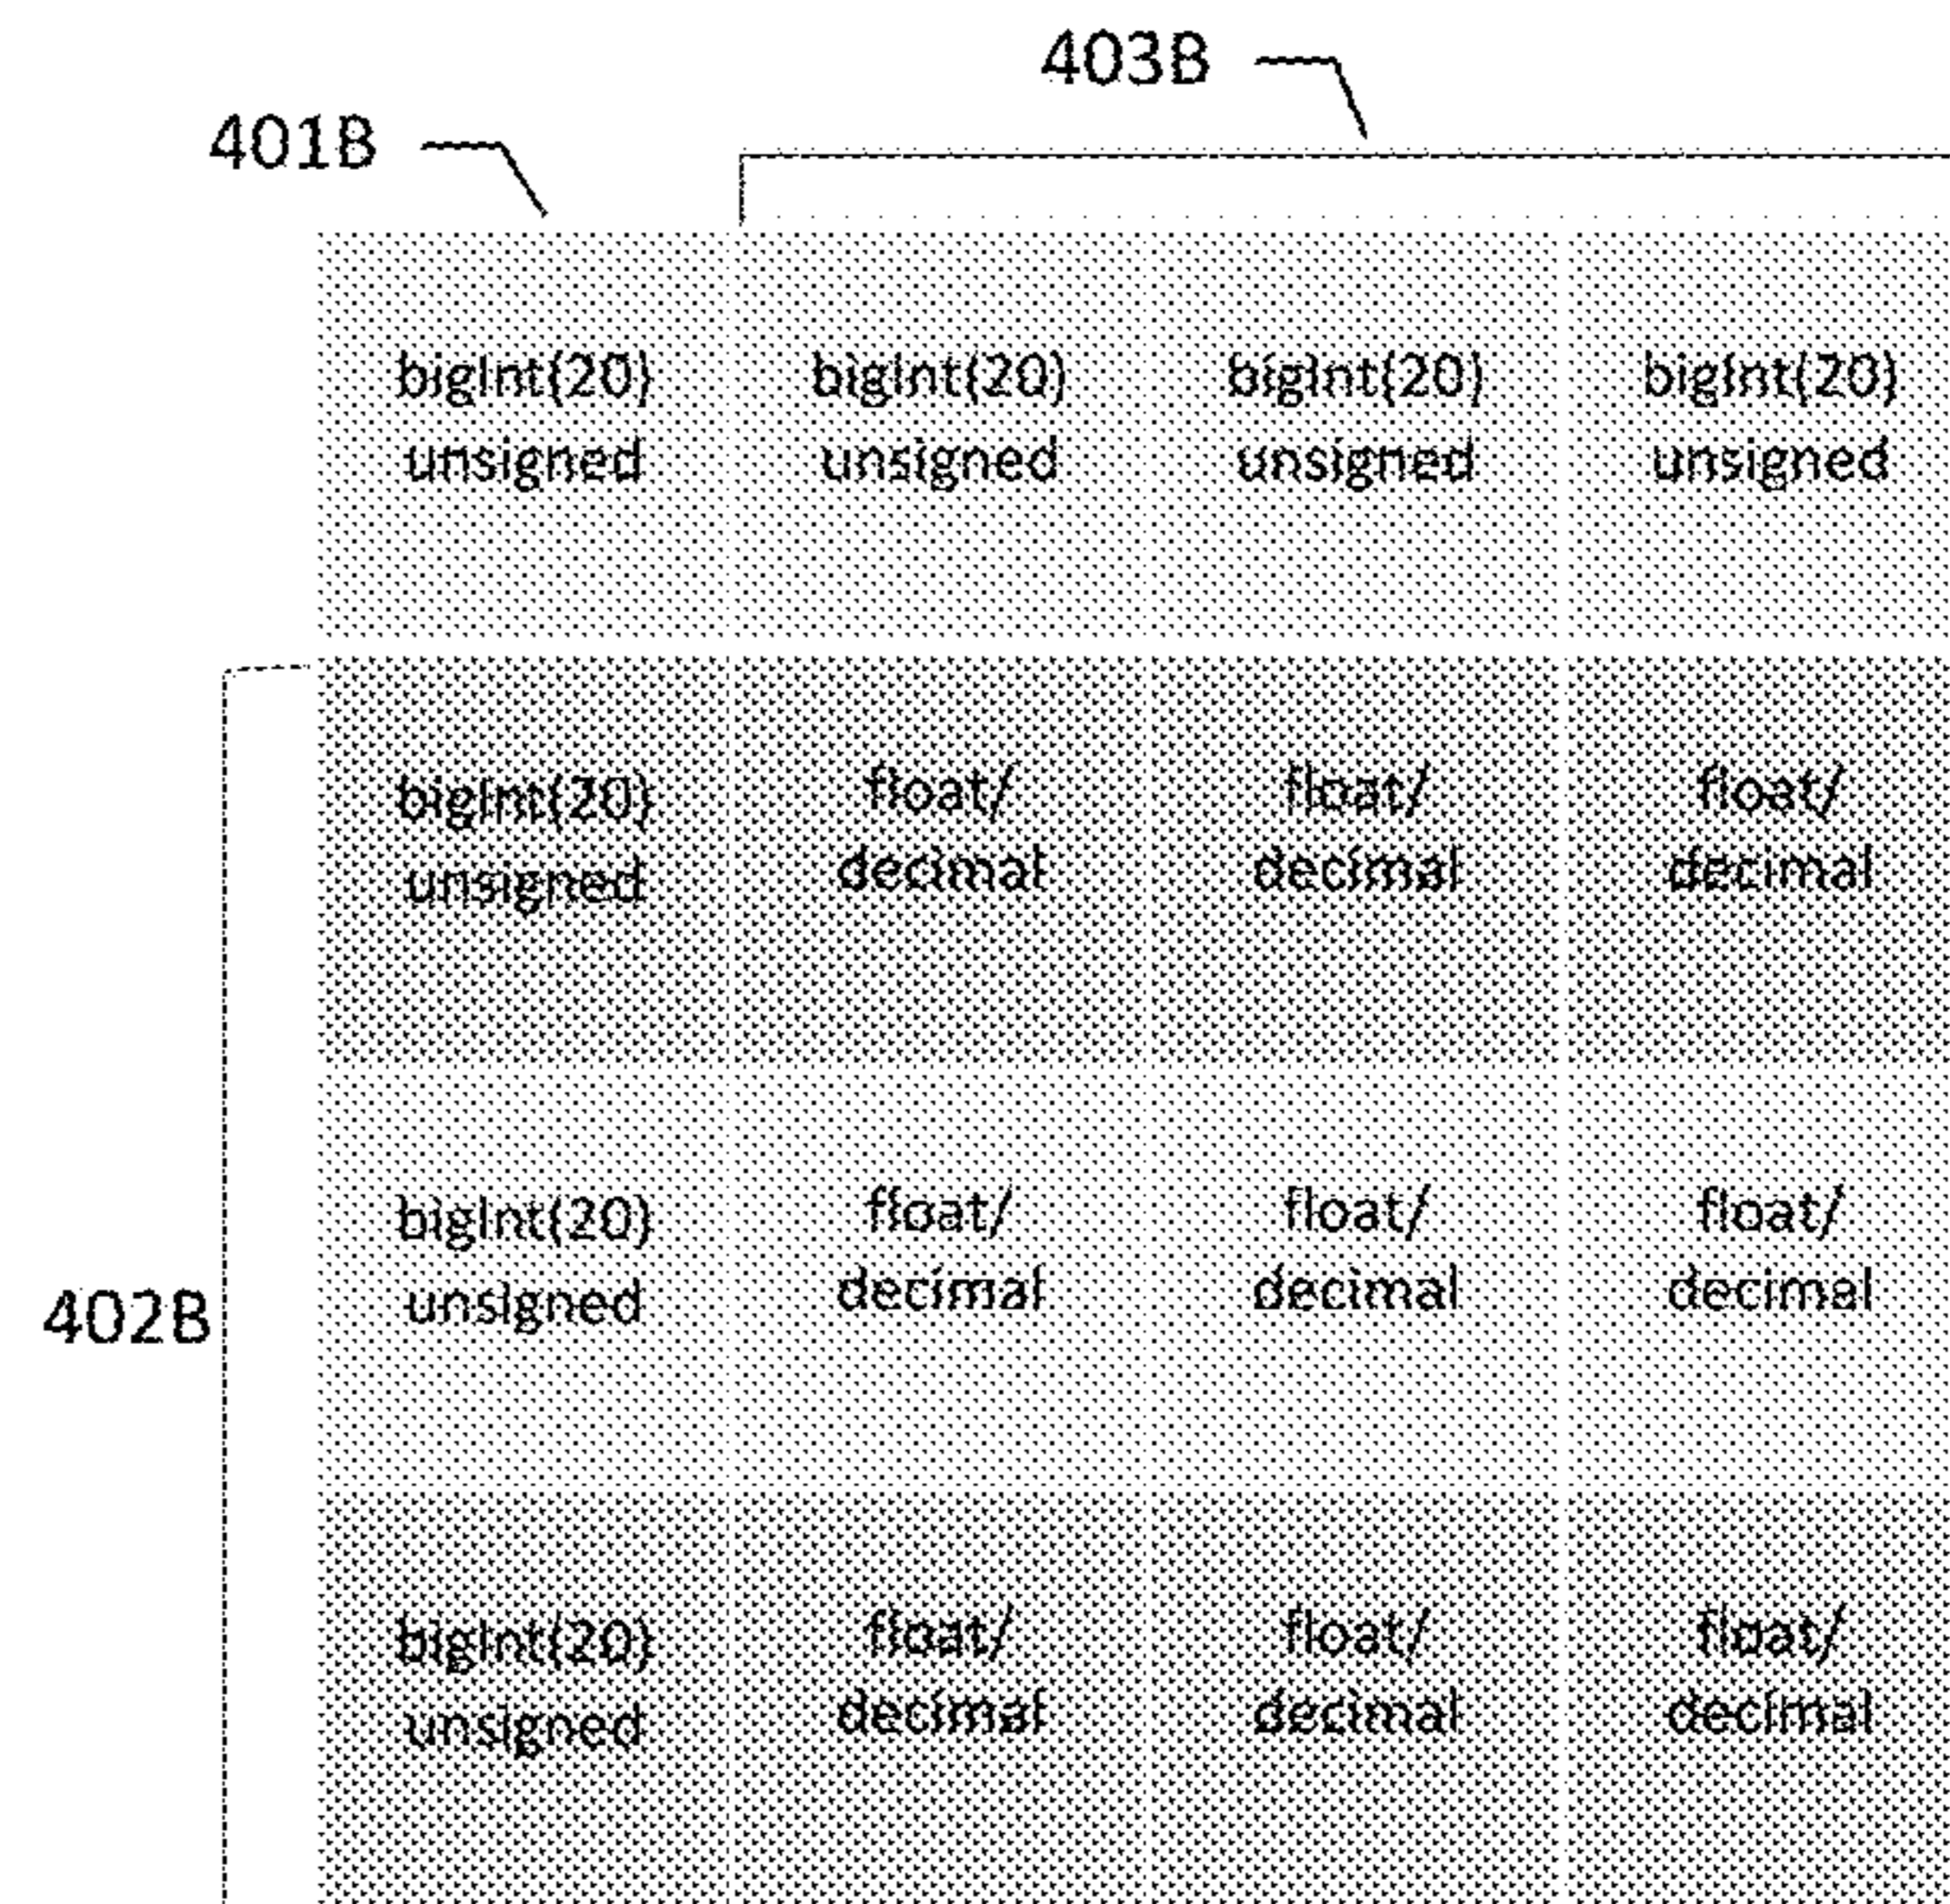 403B
401B
bigInt(20) bigInt(20) bigInt(20) bigInt(20)
unsigned unsigned unsigned unsigned
bigInt(20) float/ float/ float/
unsigned decimal decimal decimal
402B
bigInt(20) float/ float/ float/
unsigned decimal decimal decimal
bigInt(20) float/ float/ float/
unsigned decimal decimal decimal